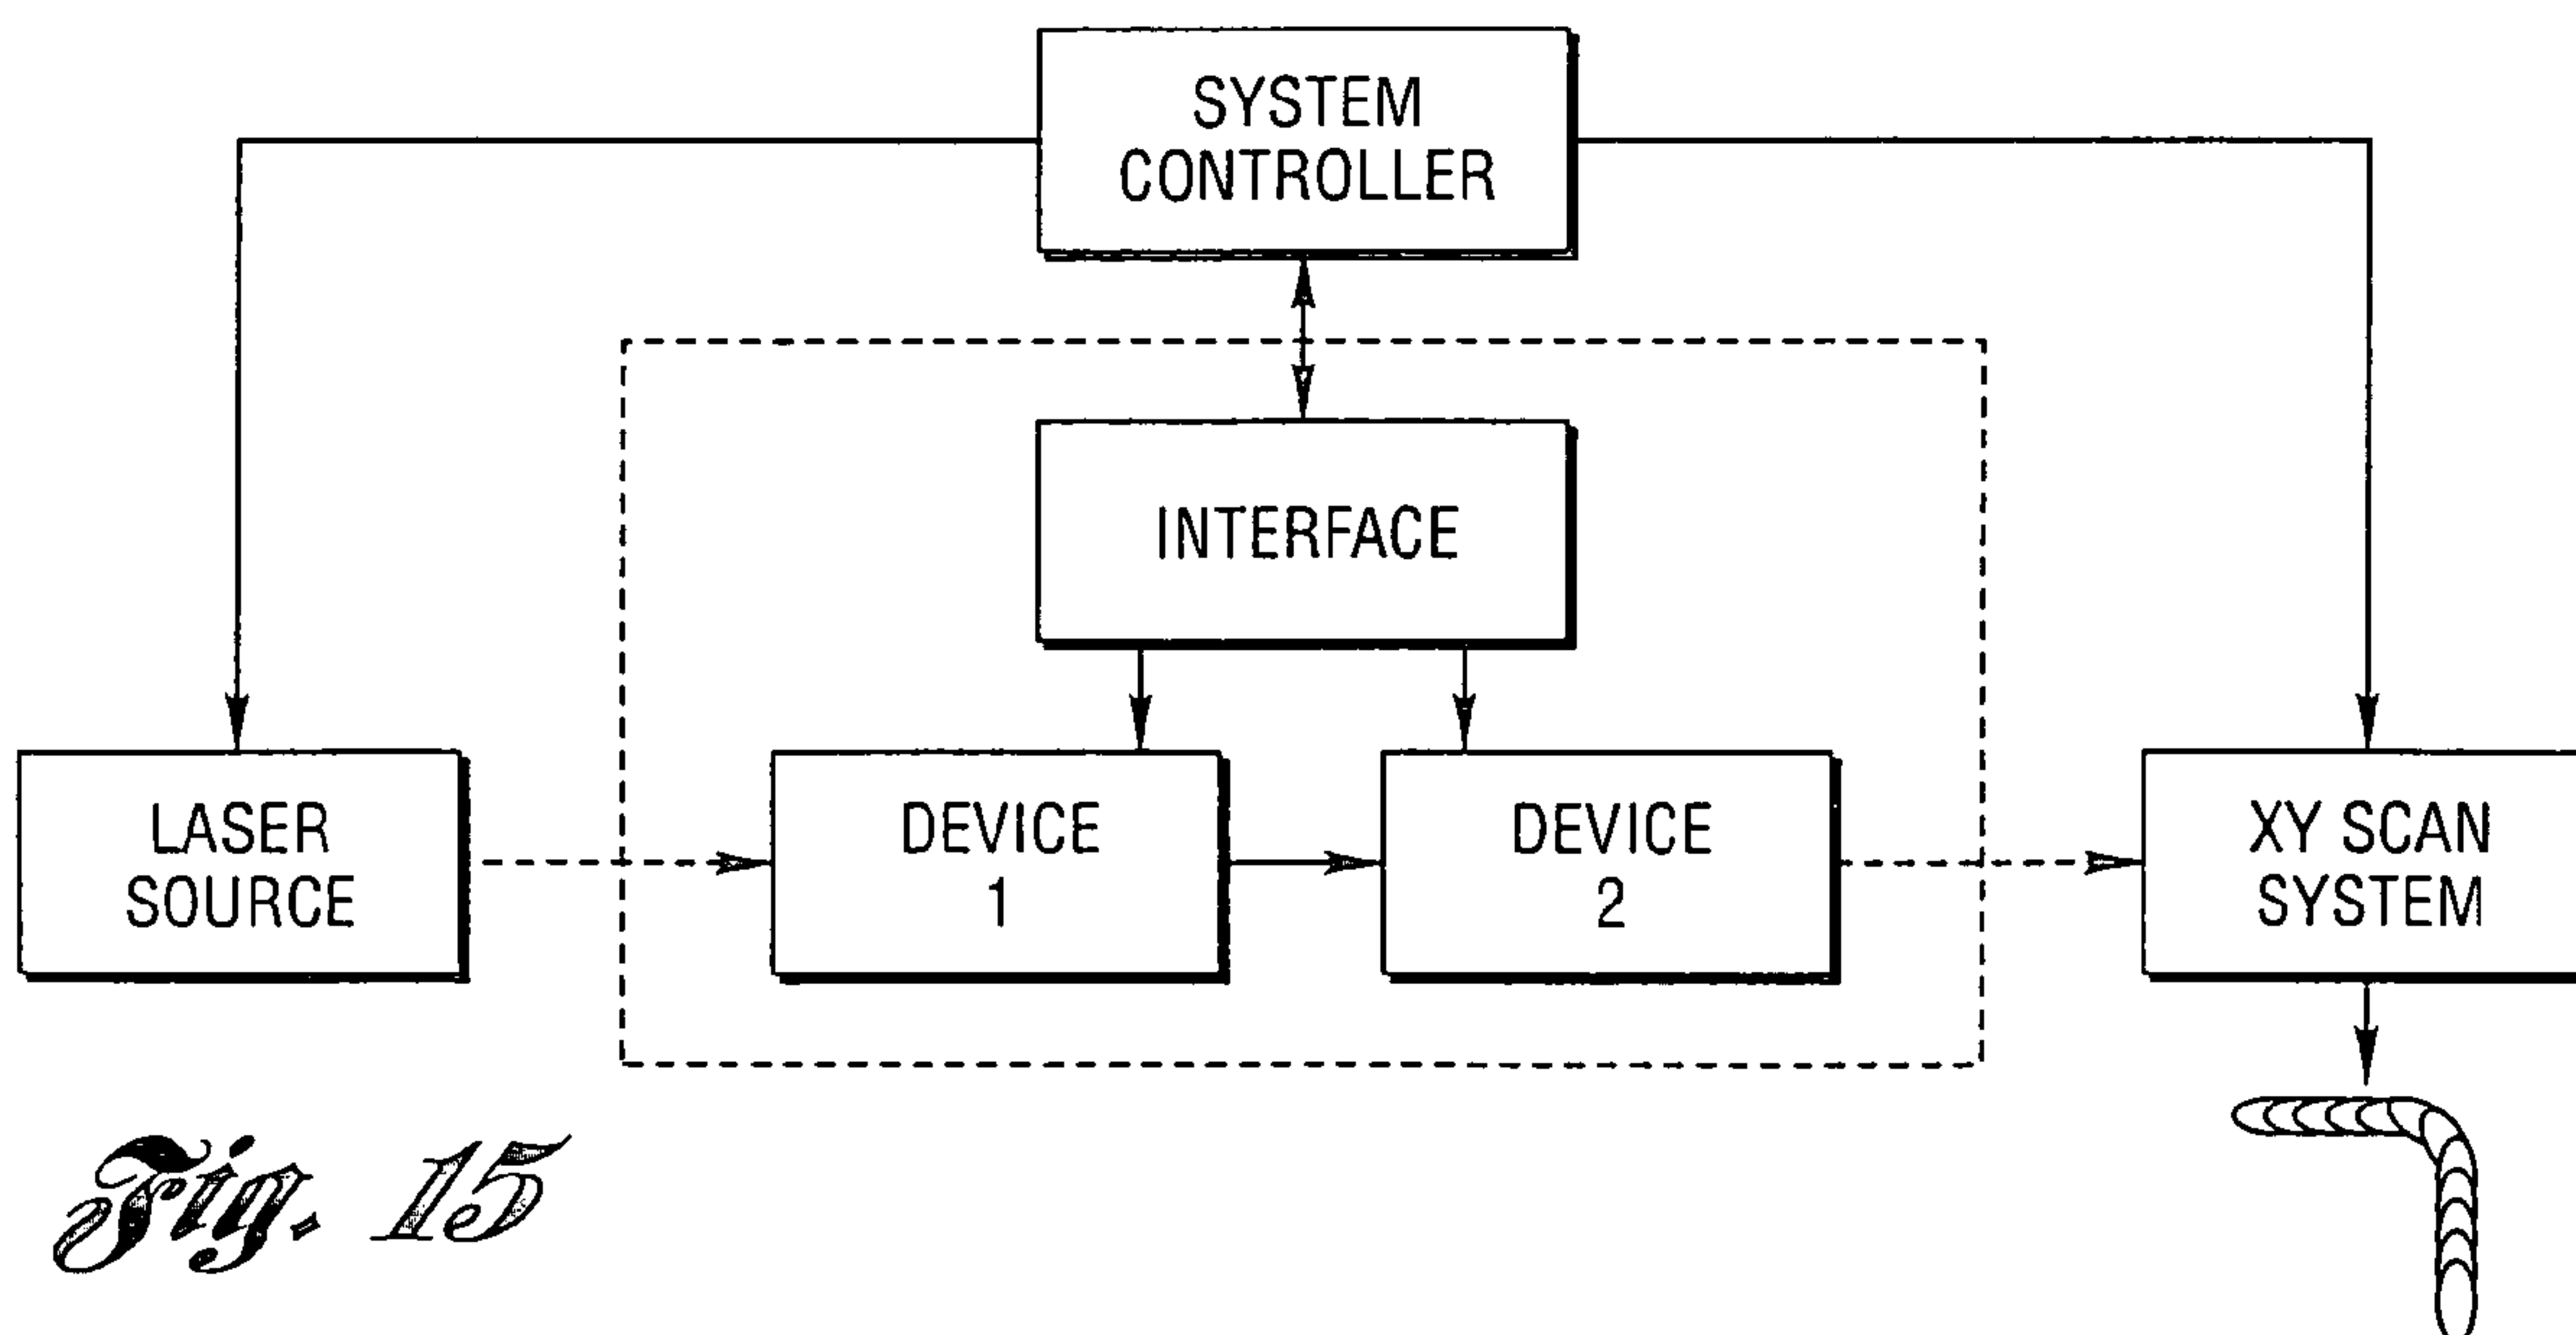 SYSTEM
CONTROLLER
INTERFACE
LASER
SOURCE
DEVICE
1
DEVICE
2
XY SCAN
SYSTEM
Fig. 15